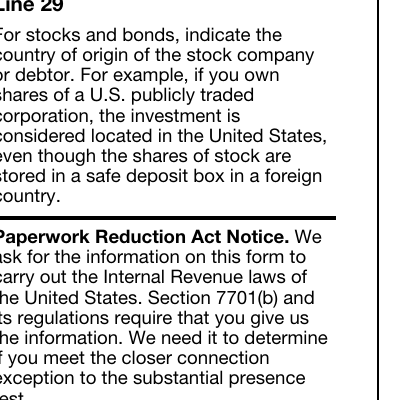 Line 29
For stocks and bonds, indicate the
country of origin of the stock company
or debtor. For example, if you own
shares of a U.S. publicly traded
corporation, the investment is
considered located in the United States,
even though the shares of stock are
stored in a safe deposit box in a foreign
country.
Paperwork Reduction Act Notice. We
ask for the information on this form to
carry out the Internal Revenue laws of
the United States. Section 7701(b) and
its regulations require that you give us
the information. We need it to determine
if you meet the closer connection
exception to the substantial presence
test.